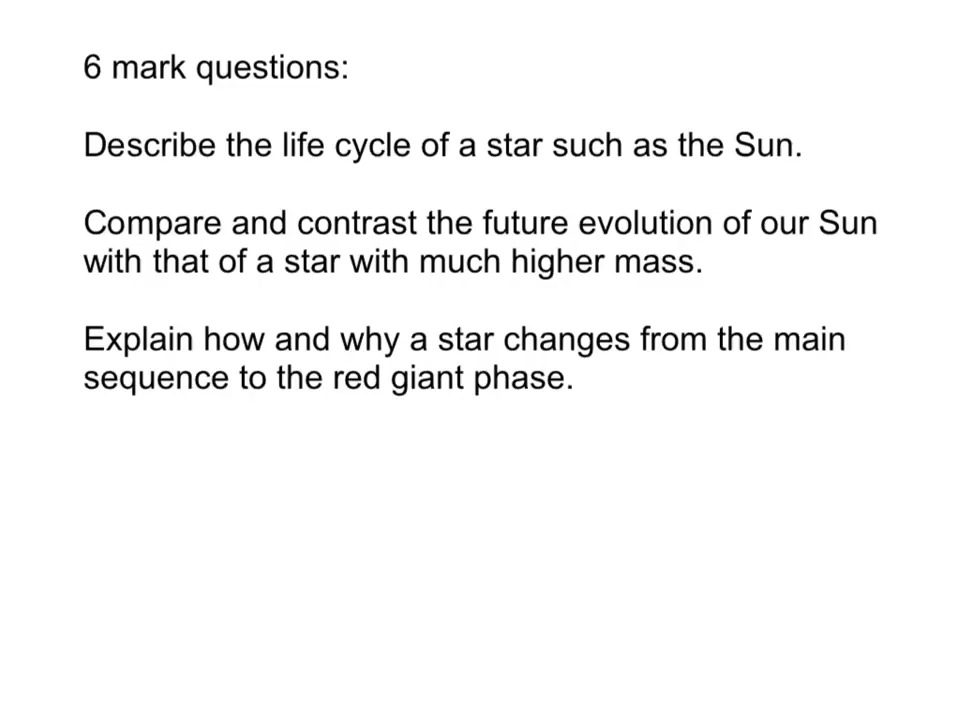 6 mark questions:
Describe the life cycle of a star such as the Sun.
Compare and contrast the future evolution of our Sun
with that of a star with much higher mass.
Explain how and why a star changes from the main
sequence to the red giant phase.